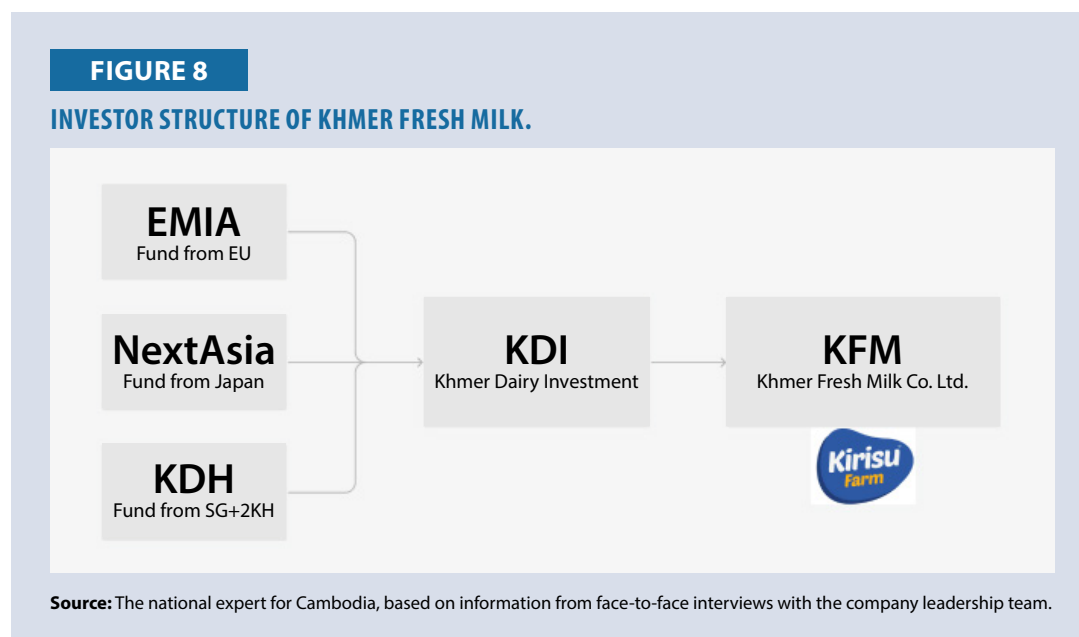 FIGURE 8
INVESTOR STRUCTURE OF KHMER FRESH MILK.
EMIA
Fund from EU
NextAsia
Fund from Japan
KDH
Fund from SG+2KH
KDI
Khmer Dairy Investment
KFM
Khmer Fresh Milk Co. Ltd.
Kirisu
Farm
Source: The national expert for Cambodia, based on information from face-to-face interviews with the company leadership team.